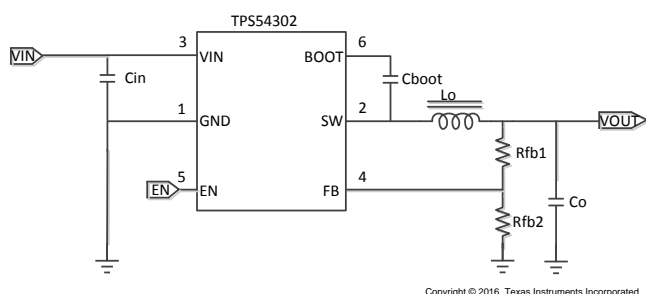 TPS54302
VIN
3
VIN
BOOT
6
Cin
Cboot
Lo
1
GND
SW
2
VOUT
Rfb1
EN
5
EN
FB
4
Rfb2
Co
Copyright © 2016, Texas Instruments Incorporated